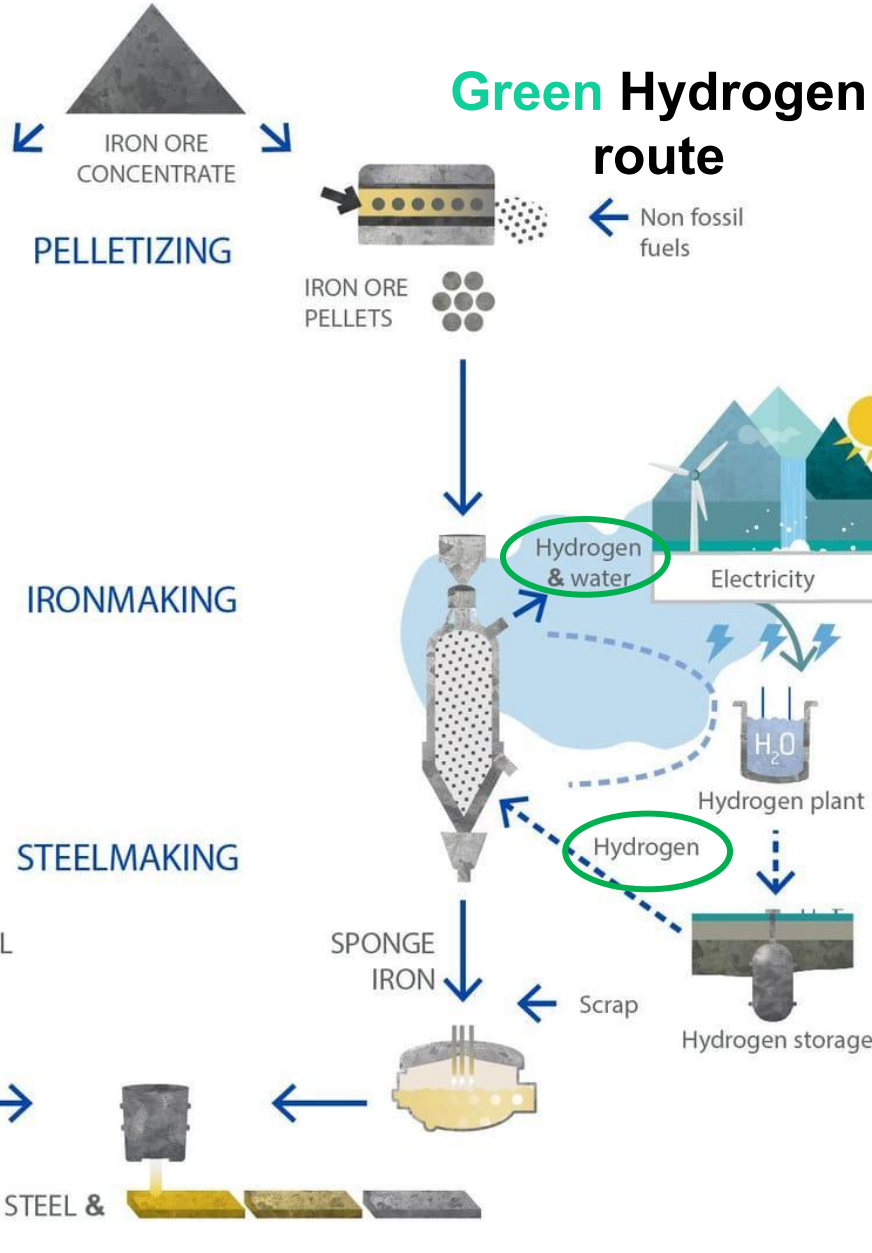 Green Hydrogen
route
IRON ORE
CONCENTRATE
Non fossil
fuels
PELLETIZING
IRON ORE
PELLETS
Hydrogen
& water
Electricity
IRONMAKING
H2O
Hydrogen plant
Hydrogen
STEELMAKING
L
SPONGE
IRON
Scrap
Hydrogen storage
STEEL &